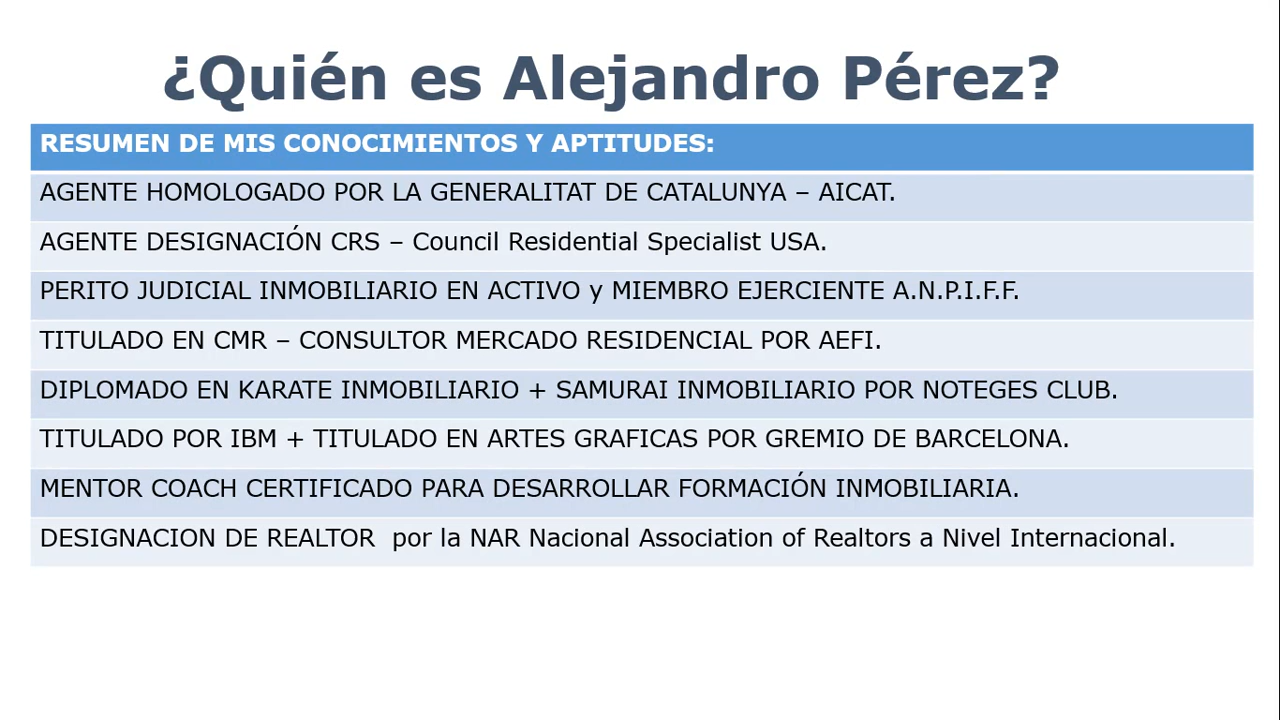 ¿Quién es Alejandro Pérez?
RESUMEN DE MIS CONOCIMIENTOS Y APTITUDES:
AGENTE HOMOLOGADO POR LA GENERALITAT DE CATALUNYA – AICAT.
AGENTE DESIGNACIÓN CRS – Council Residential Specialist USA.
PERITO JUDICIAL INMOBILIARIO EN ACTIVO y MIEMBRO EJERCIENTE A.N.P.I.F.F.
TITULADO EN CMR – CONSULTOR MERCADO RESIDENCIAL POR AEFI.
DIPLOMADO EN KARATE INMOBILIARIO + SAMURAI INMOBILIARIO POR NOTEGES CLUB.
TITULADO POR IBM + TITULADO EN ARTES GRAFICAS POR GREMIO DE BARCELONA.
MENTOR COACH CERTIFICADO PARA DESARROLLAR FORMACIÓN INMOBILIARIA.
DESIGNACION DE REALTOR  por la NAR Nacional Association of Realtors a Nivel Internacional.